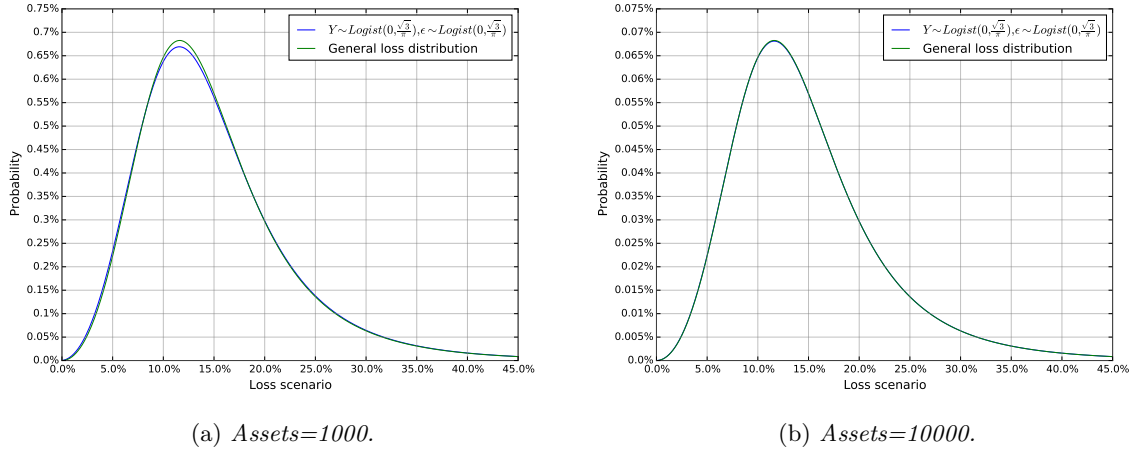 0.75%
0.70%
0.65%
0.6%
0.55%
0.5%
0.45%
0.4%
0.35%
0.3%
0.25%
0.2%
0.15%
0.1%
0.05%
0.0%
0.0% 5.0% 10.0% 15.0% 20.0% 25.0% 30.0% 35.0% 40.0% 45.0%
Probability
Loss scenario
Y~Logist(0,√3/π),ϵ~Logist(0,√3/π)
General loss distribution
(a) Assets=1000.
0.075%
0.07%
0.065%
0.06%
0.055%
0.05%
0.045%
0.04%
0.035%
0.03%
0.025%
0.02%
0.015%
0.01%
0.005%
0.0%
0.0% 5.0% 10.0% 15.0% 20.0% 25.0% 30.0% 35.0% 40.0% 45.0%
Probability
Loss scenario
Y~Logist(0,√3/π),ϵ~Logist(0,√3/π)
General loss distribution
(b) Assets=10000.